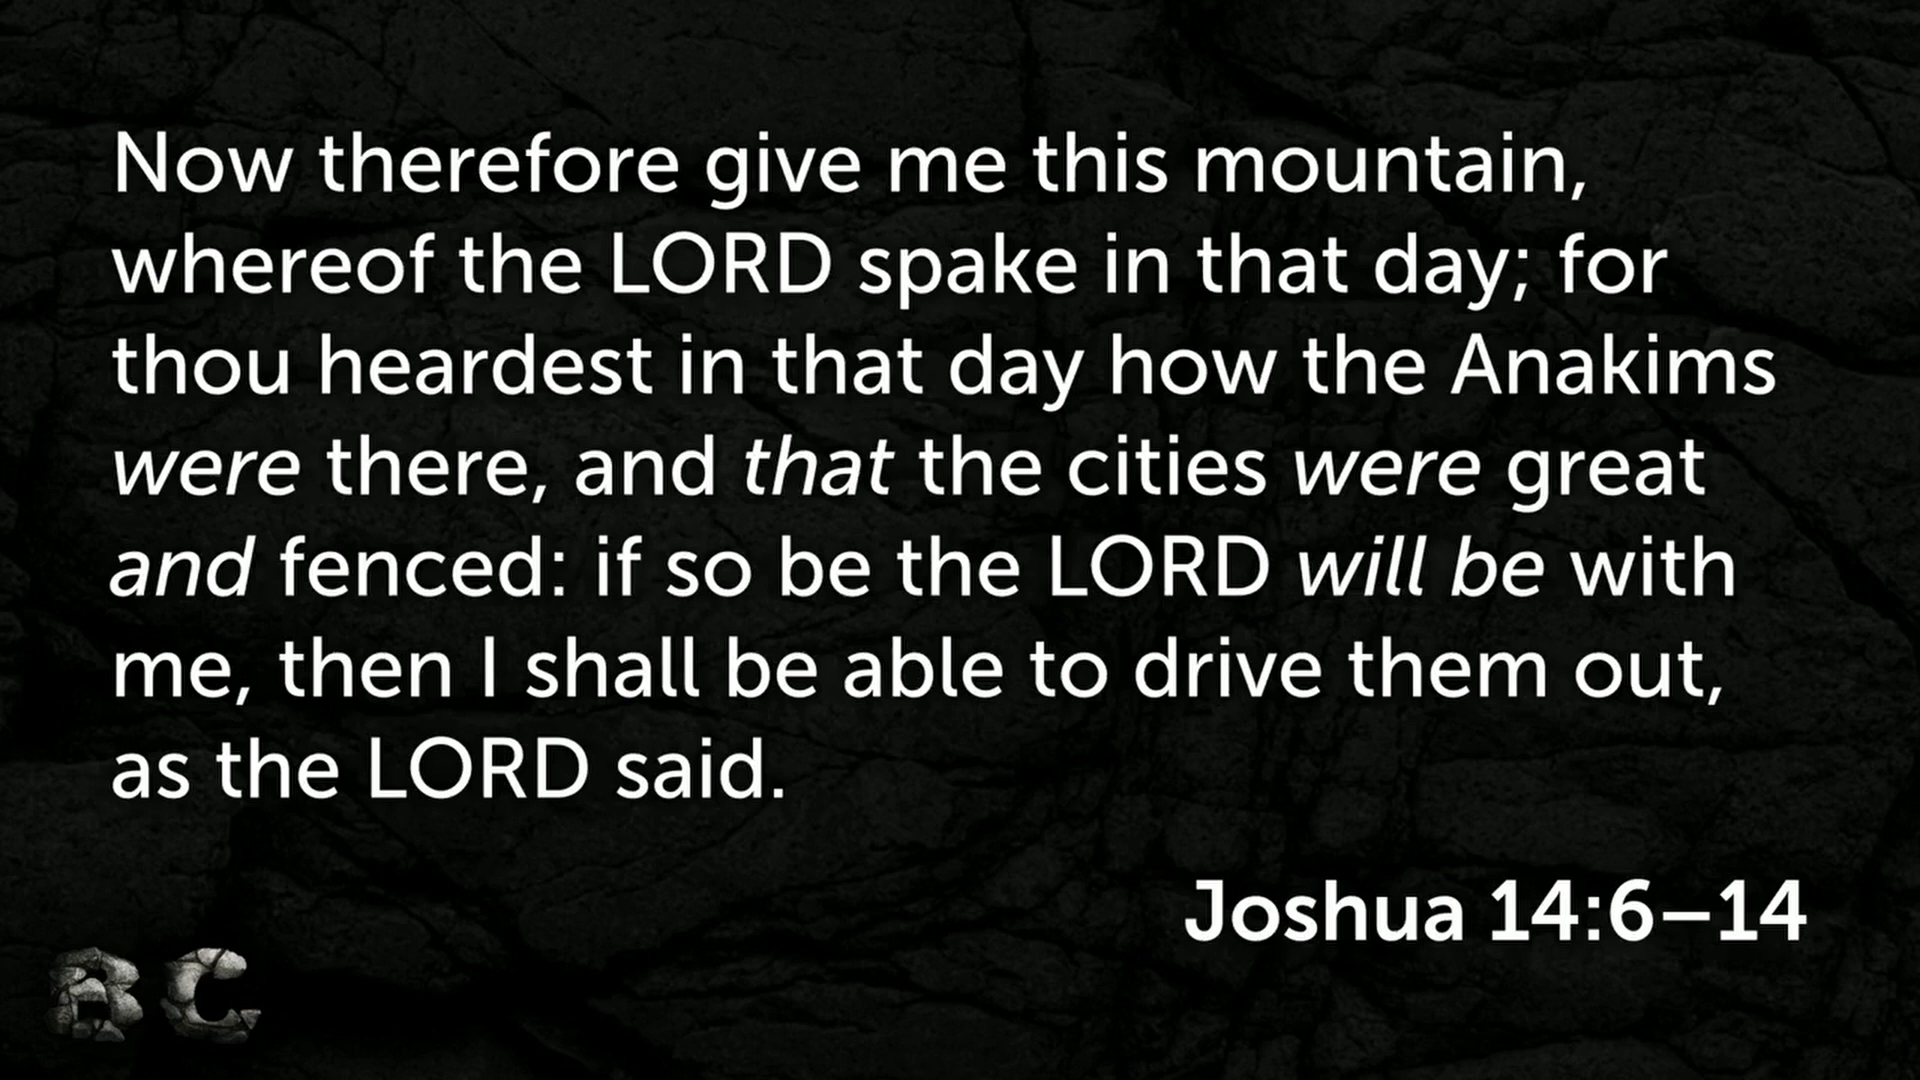 Now therefore give me this mountain,
whereof the LORD spake in that day; for
thou heardest in that day how the Anakims
were there, and that the cities were great
and fenced: if so be the LORD will be with
me, then I shall be able to drive them out,
as the LORD said.
Joshua 14:6–14
BC